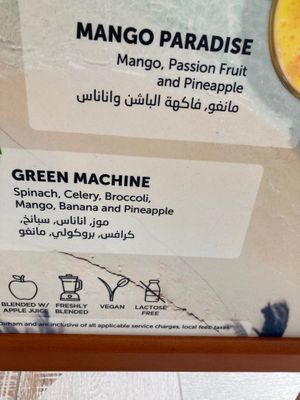 MANGO PARADISE
Mango, Passion Fruit
and Pineapple
مانغو, فاكهة الباشن واناناس
GREEN MACHINE
Spinach, Celery, Broccoli,
Mango, Banana and Pineapple
موز, اناناس, سبانخ,
كرافس, بروكولي, مانغو
BLENDED W/
APPLE JUICE
FRESHLY
BLENDED
VEGAN
LACTOSE
FREE
Dirham and are inclusive of all applicable service charges, local fees, taxes